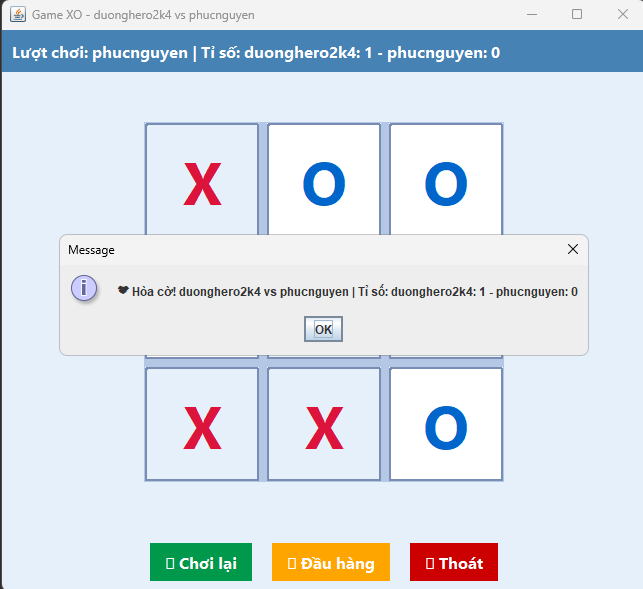 Game XO - duonghero2k4 vs phucnguyen
Lượt chơi: phucnguyen | Tỉ số: duonghero2k4: 1 - phucnguyen: 0
X O O
Message
Hòa cờ! duonghero2k4 vs phucnguyen | Tỉ số: duonghero2k4: 1 - phucnguyen: 0
OK
X X O
Chơi lại Đầu hàng Thoát